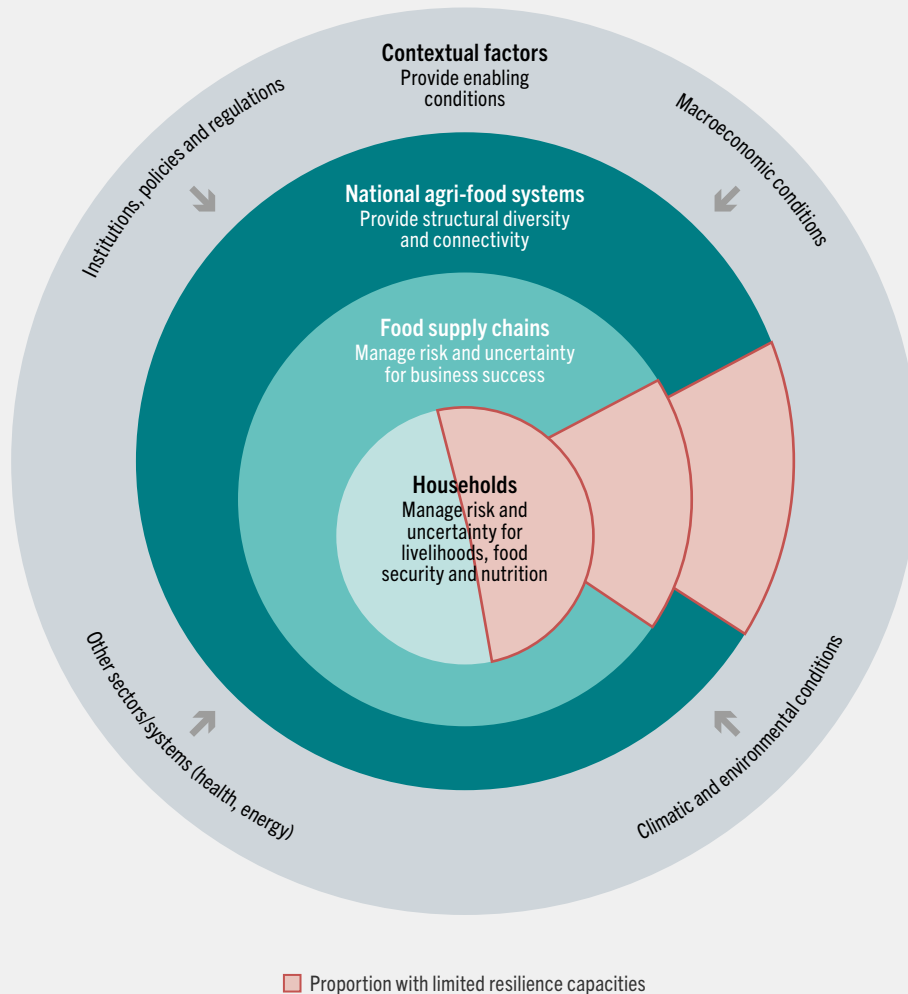 Contextual factors
Provide enabling
conditions
Institutions, policies and regulations
Macroeconomic conditions
National agri-food systems
Provide structural diversity
and connectivity
Food supply chains
Manage risk and uncertainty
for business success
Households
Manage risk and
uncertainty for
livelihoods, food
security and nutrition
Other sectors/systems (health, energy)
Climatic and environmental conditions
Proportion with limited resilience capacities